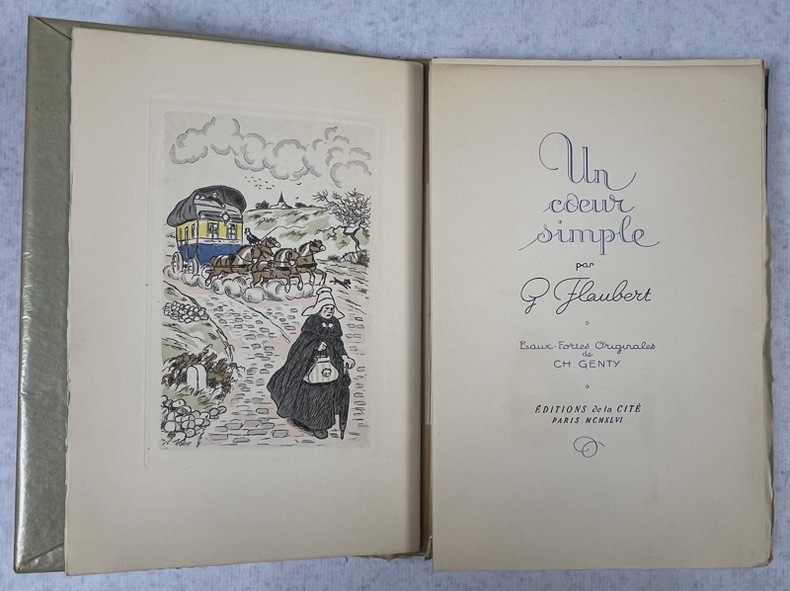 Un
cœur
simple
par
G Flaubert
Eaux-Fortes Originales
de
CH GENTY
ÉDITIONS de la CITÉ
PARIS MCMXLVI